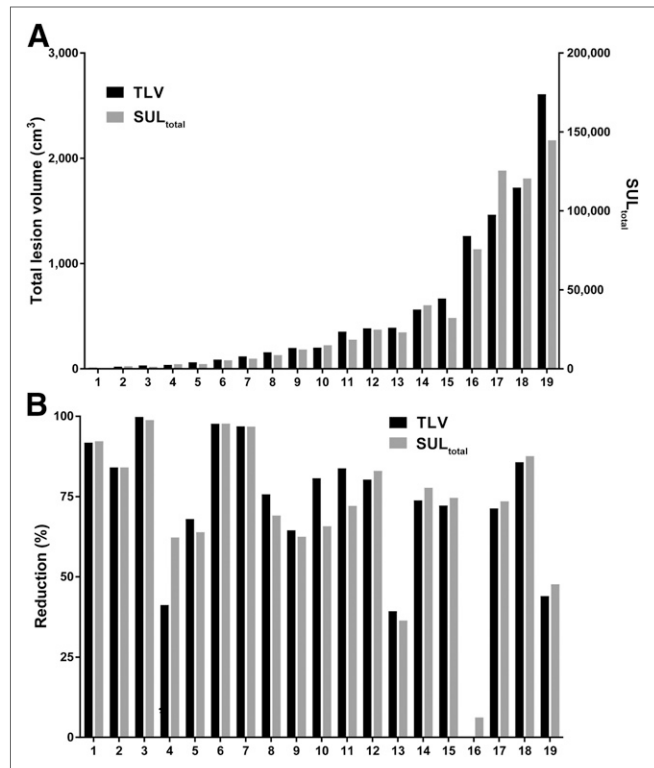 A
3,000
2,000
1,000
0
Total lesion volume (cm³)
TLV
SULtotal
200,000
150,000
100,000
50,000
0
SULtotal
1 2 3 4 5 6 7 8 9 10 11 12 13 14 15 16 17 18 19
B
100
75
50
25
0
Reduction (%)
TLV
SULtotal
1 2 3 4 5 6 7 8 9 10 11 12 13 14 15 16 17 18 19